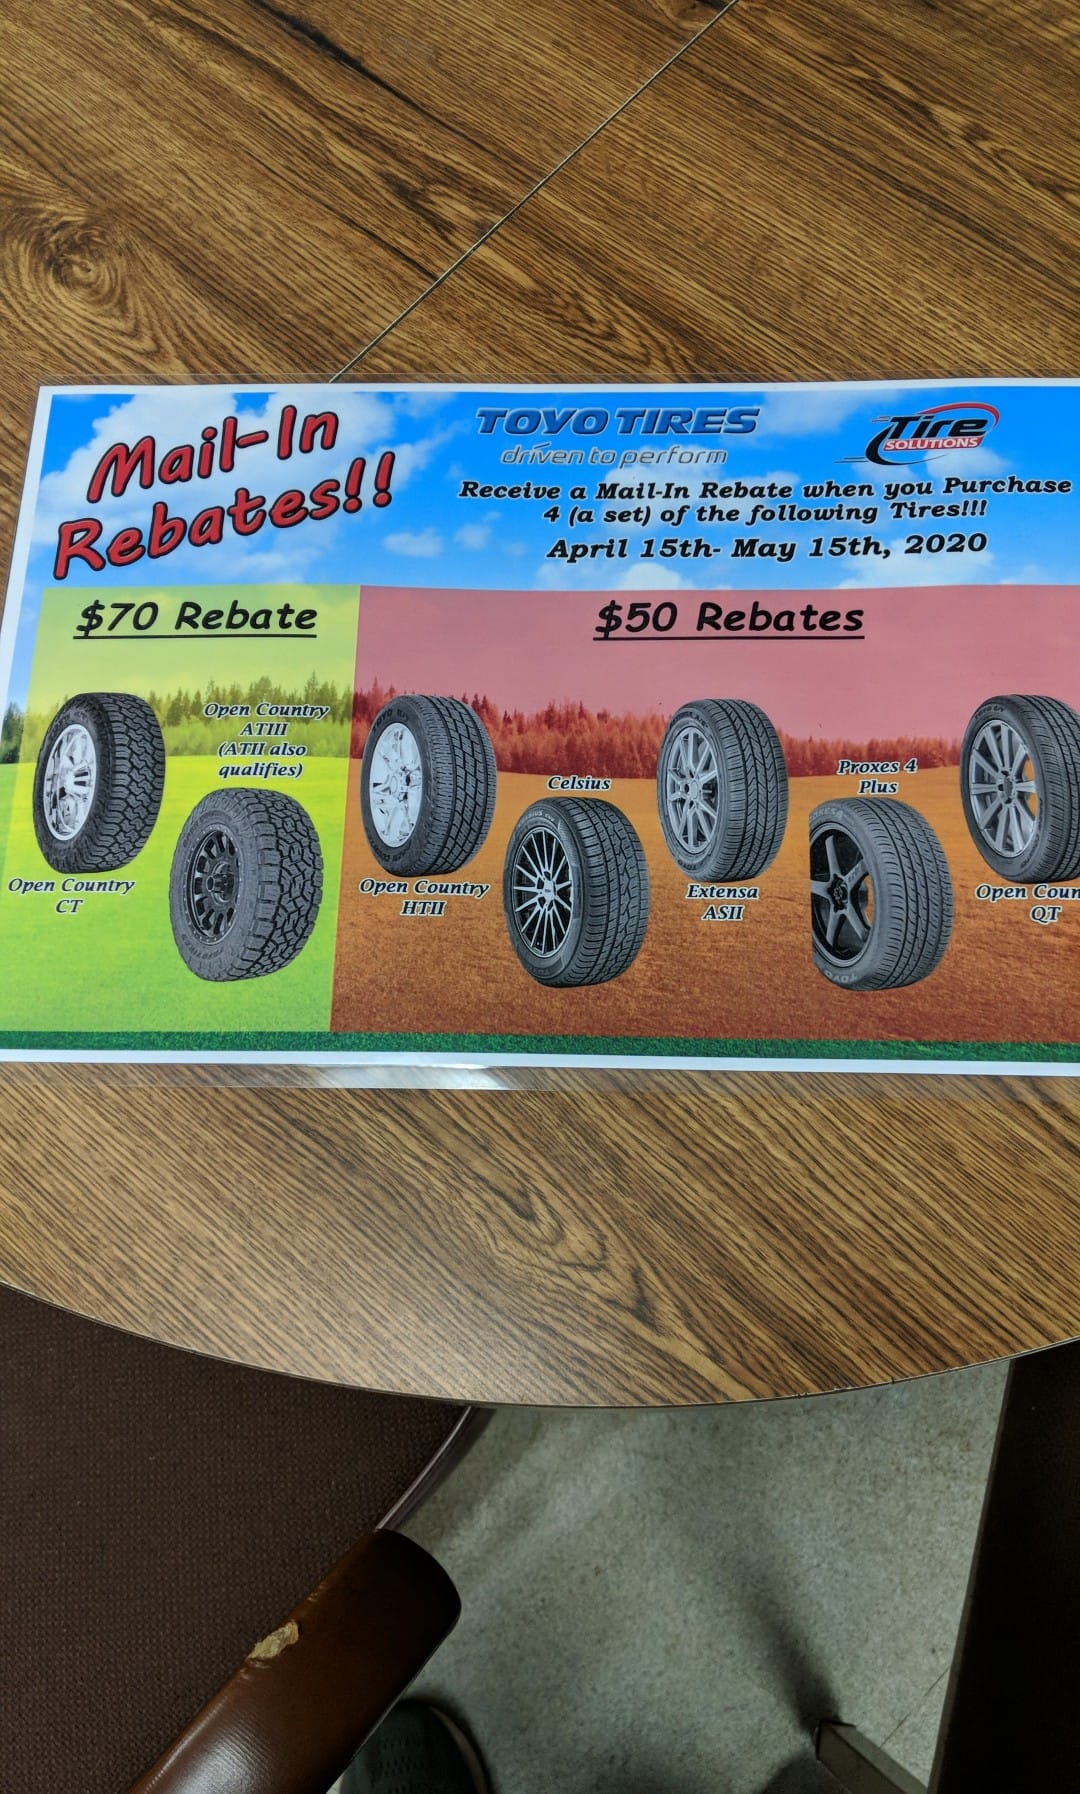 Mail-In
Rebates!!
TOYO TIRES
driven to perform
Tire
SOLUTIONS
Receive a Mail-In Rebate when you Purchase
4 (a set) of the following Tires!!!
April 15th- May 15th, 2020
$70 Rebate
Open Country
CT
Open Country
ATIII
(ATII also
qualifies)
$50 Rebates
Open Country
HTII
Celsius
Extensa
ASII
Proxes 4
Plus
Open Coun
QT